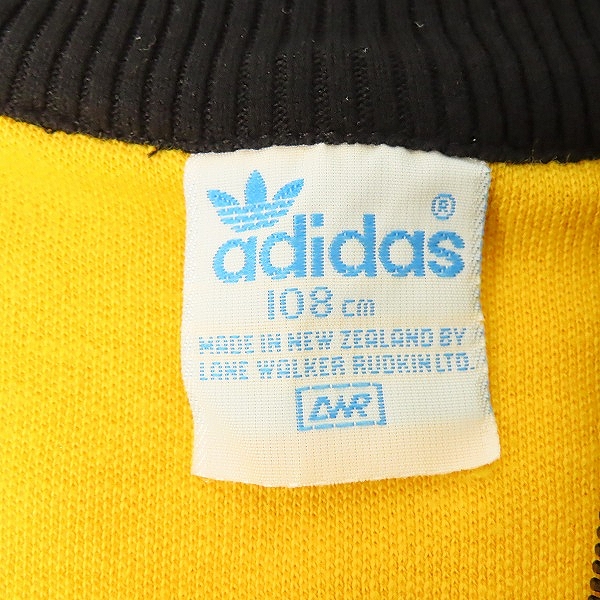 adidas ®
108 cm
MADE IN NEW ZEALAND BY
LANE WALKER RUDKIN LTD.
LWR